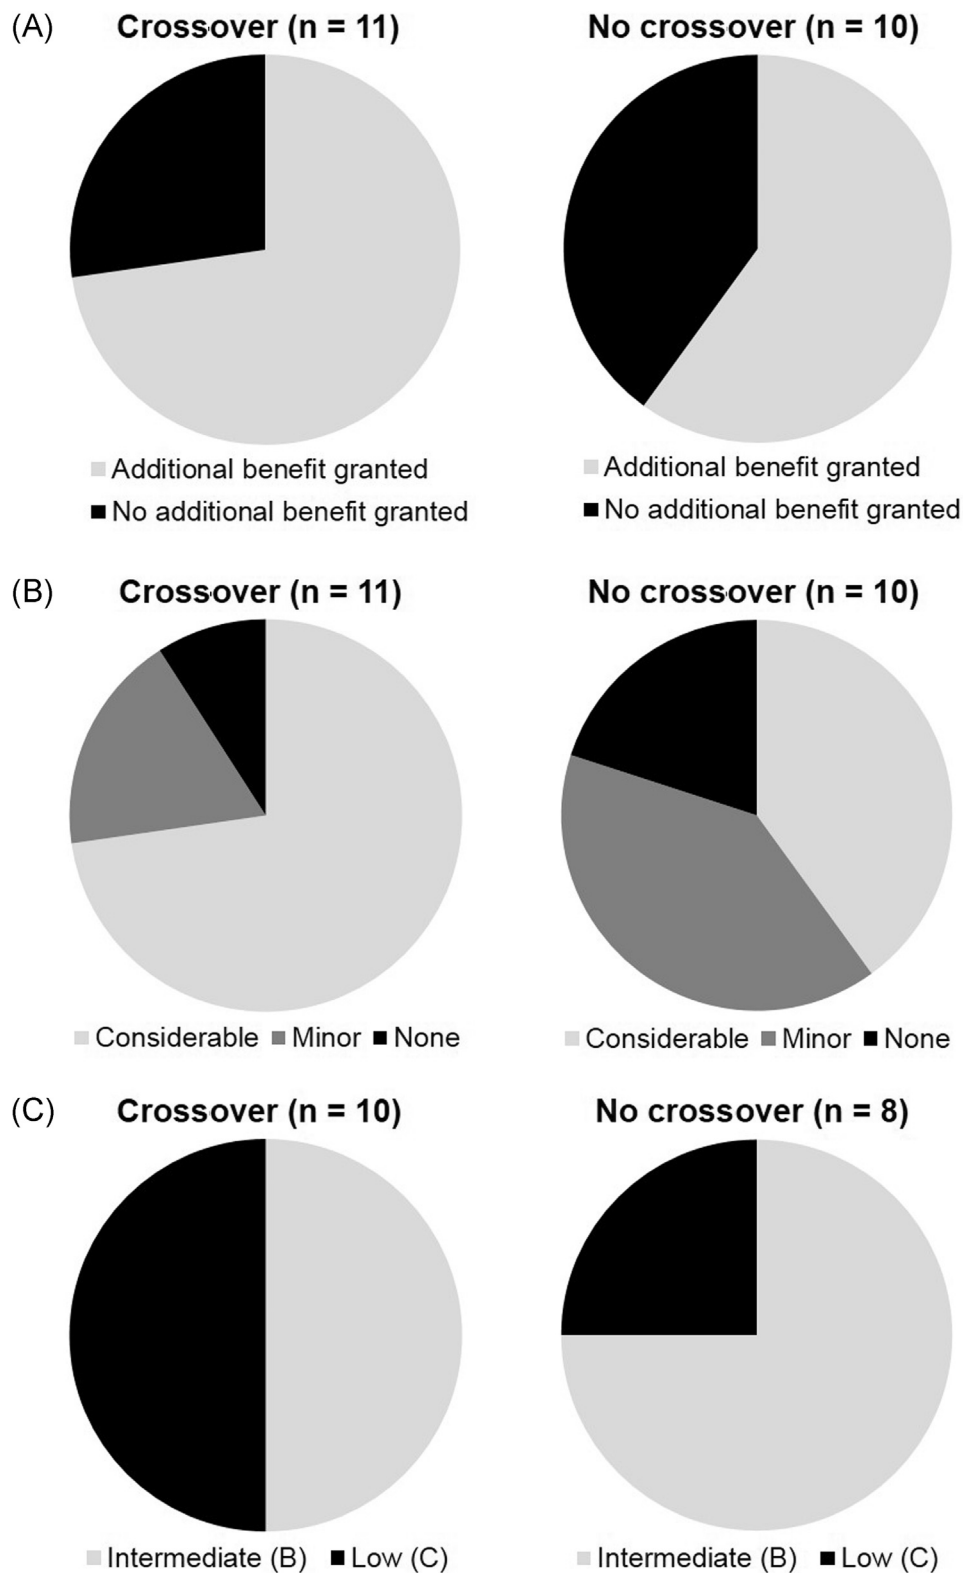 (A) Crossover (n = 11) No crossover (n = 10)
Additional benefit granted Additional benefit granted
No additional benefit granted No additional benefit granted
(B) Crossover (n = 11) No crossover (n = 10)
Considerable Minor None Considerable Minor None
(C) Crossover (n = 10) No crossover (n = 8)
Intermediate (B) Low (C) Intermediate (B) Low (C)